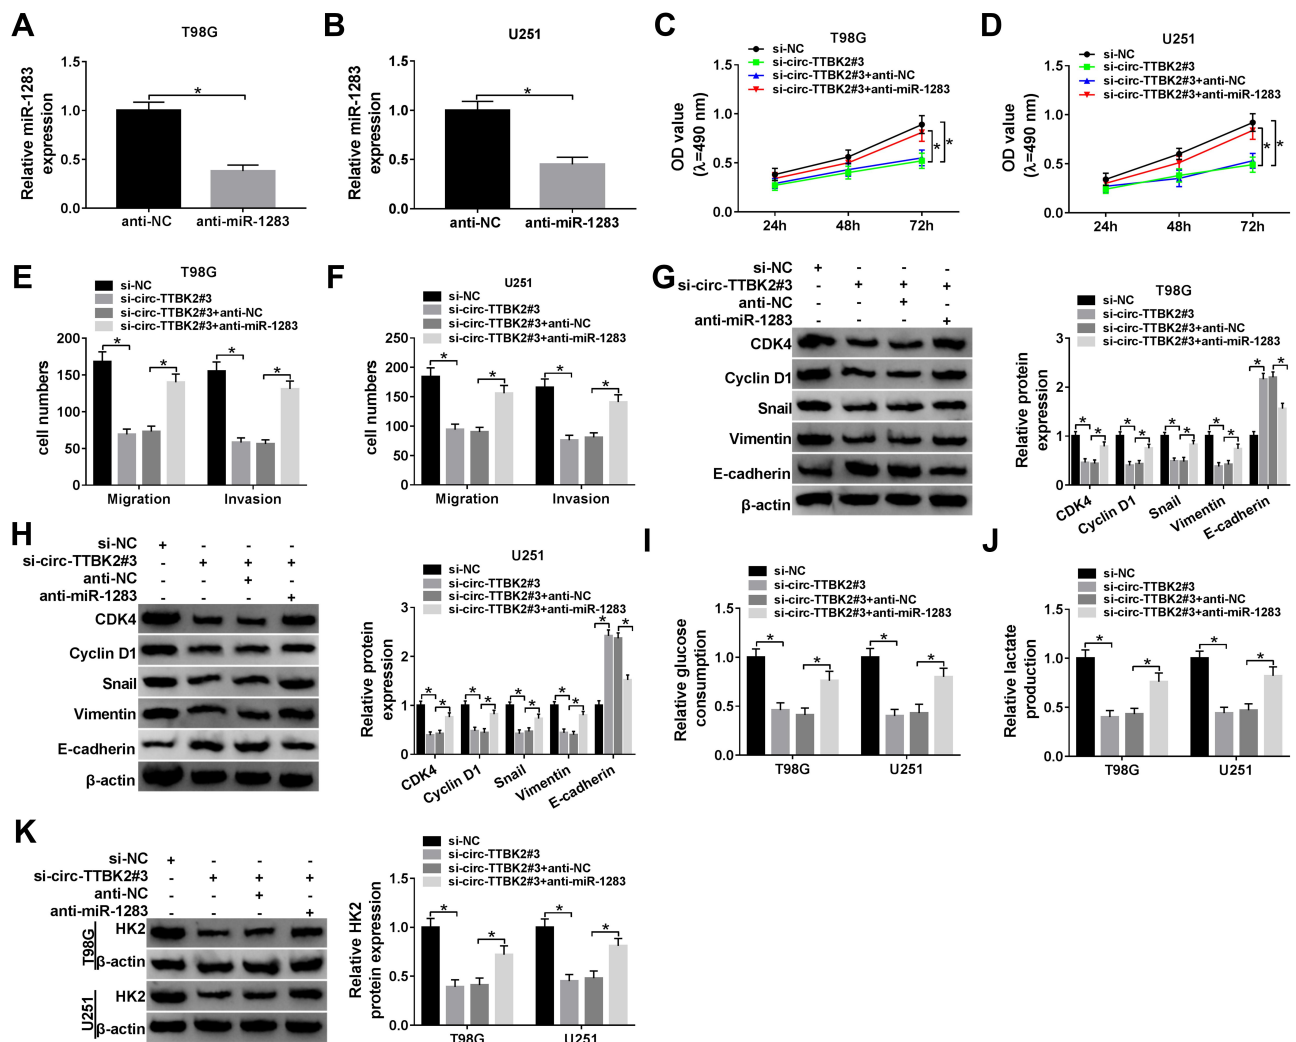 A
T98G
Relative miR-1283
expression
1.5
1.0
0.5
0.0
*
anti-NC
anti-miR-1283
B
U251
Relative miR-1283
expression
1.5
1.0
0.5
0.0
*
anti-NC
anti-miR-1283
C
T98G
si-NC
si-circ-TTBK2#3
si-circ-TTBK2#3+anti-NC
si-circ-TTBK2#3+anti-miR-1283
OD value
(λ=490 nm)
1.5
1.0
0.5
0.0
* *
24h 48h 72h
D
U251
si-NC
si-circ-TTBK2#3
si-circ-TTBK2#3+anti-NC
si-circ-TTBK2#3+anti-miR-1283
OD value
(λ=490 nm)
1.5
1.0
0.5
0.0
* *
24h 48h 72h
E
T98G
si-NC
si-circ-TTBK2#3
si-circ-TTBK2#3+anti-NC
si-circ-TTBK2#3+anti-miR-1283
cell numbers
200
150
100
50
0
* * * *
Migration Invasion
F
U251
si-NC
si-circ-TTBK2#3
si-circ-TTBK2#3+anti-NC
si-circ-TTBK2#3+anti-miR-1283
cell numbers
250
200
150
100
50
0
* * * *
Migration Invasion
G
si-NC + - - -
si-circ-TTBK2#3 - + + +
anti-NC - - + -
anti-miR-1283 - - - +
CDK4
Cyclin D1
Snail
Vimentin
E-cadherin
β-actin
T98G
si-NC
si-circ-TTBK2#3
si-circ-TTBK2#3+anti-NC
si-circ-TTBK2#3+anti-miR-1283
Relative protein
expression
3
2
1
0
* * * * * * * * * *
CDK4 Cyclin D1 Snail Vimentin E-cadherin
H
si-NC + - - -
si-circ-TTBK2#3 - + + +
anti-NC - - + -
anti-miR-1283 - - - +
CDK4
Cyclin D1
Snail
Vimentin
E-cadherin
β-actin
U251
si-NC
si-circ-TTBK2#3
si-circ-TTBK2#3+anti-NC
si-circ-TTBK2#3+anti-miR-1283
Relative protein
expression
3
2
1
0
* * * * * * * * * *
CDK4 Cyclin D1 Snail Vimentin E-cadherin
I
si-NC
si-circ-TTBK2#3
si-circ-TTBK2#3+anti-NC
si-circ-TTBK2#3+anti-miR-1283
Relative glucose
consumption
1.5
1.0
0.5
0.0
* * * *
T98G U251
J
si-NC
si-circ-TTBK2#3
si-circ-TTBK2#3+anti-NC
si-circ-TTBK2#3+anti-miR-1283
Relative lactate
production
1.5
1.0
0.5
0.0
* * * *
T98G U251
K
si-NC + - - -
si-circ-TTBK2#3 - + + +
anti-NC - - + -
anti-miR-1283 - - - +
T98G
HK2
β-actin
U251
HK2
β-actin
si-NC
si-circ-TTBK2#3
si-circ-TTBK2#3+anti-NC
si-circ-TTBK2#3+anti-miR-1283
Relative HK2
protein expression
1.5
1.0
0.5
0.0
* * * *
T98G U251